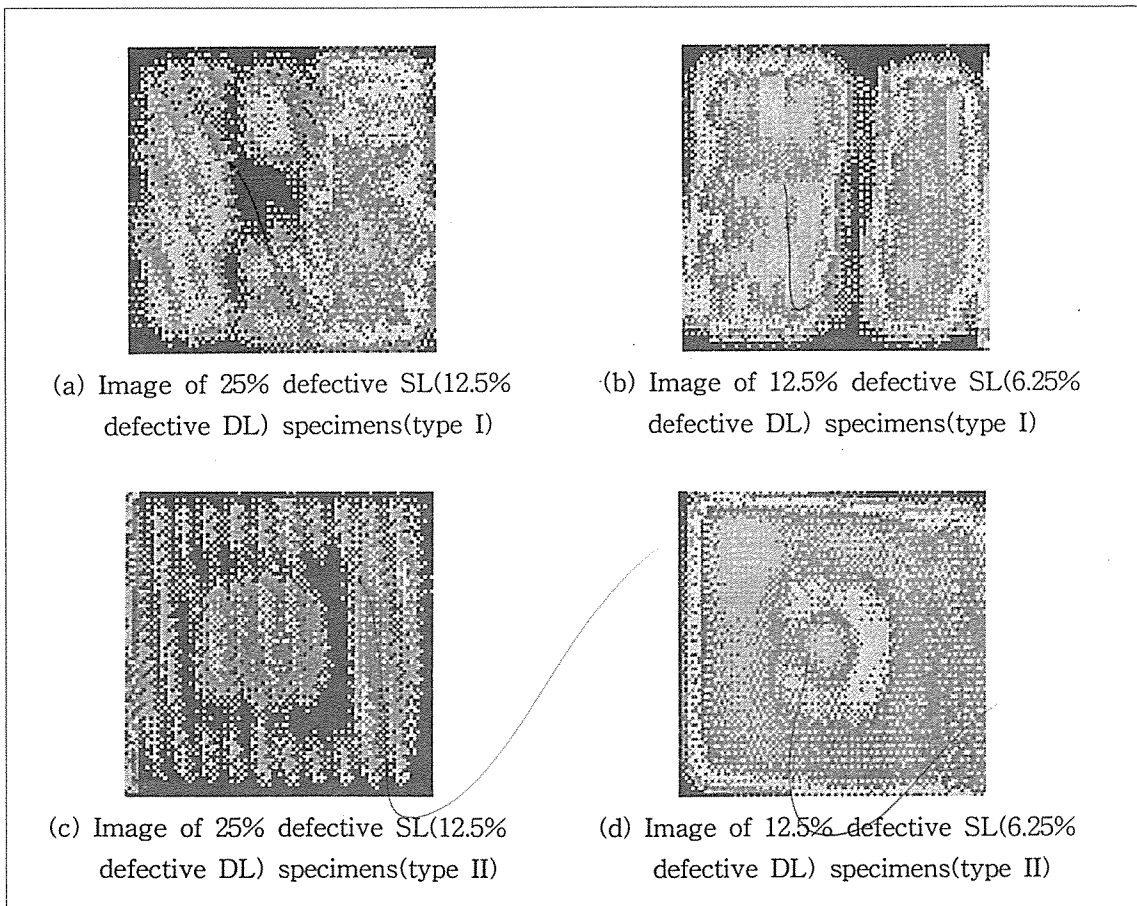 (a) Image of 25% defective SL(12.5%
defective DL) specimens(type I)
(b) Image of 12.5% defective SL(6.25%
defective DL) specimens(type I)
(c) Image of 25% defective SL(12.5%
defective DL) specimens(type II)
(d) Image of 12.5% defective SL(6.25%
defective DL) specimens(type II)